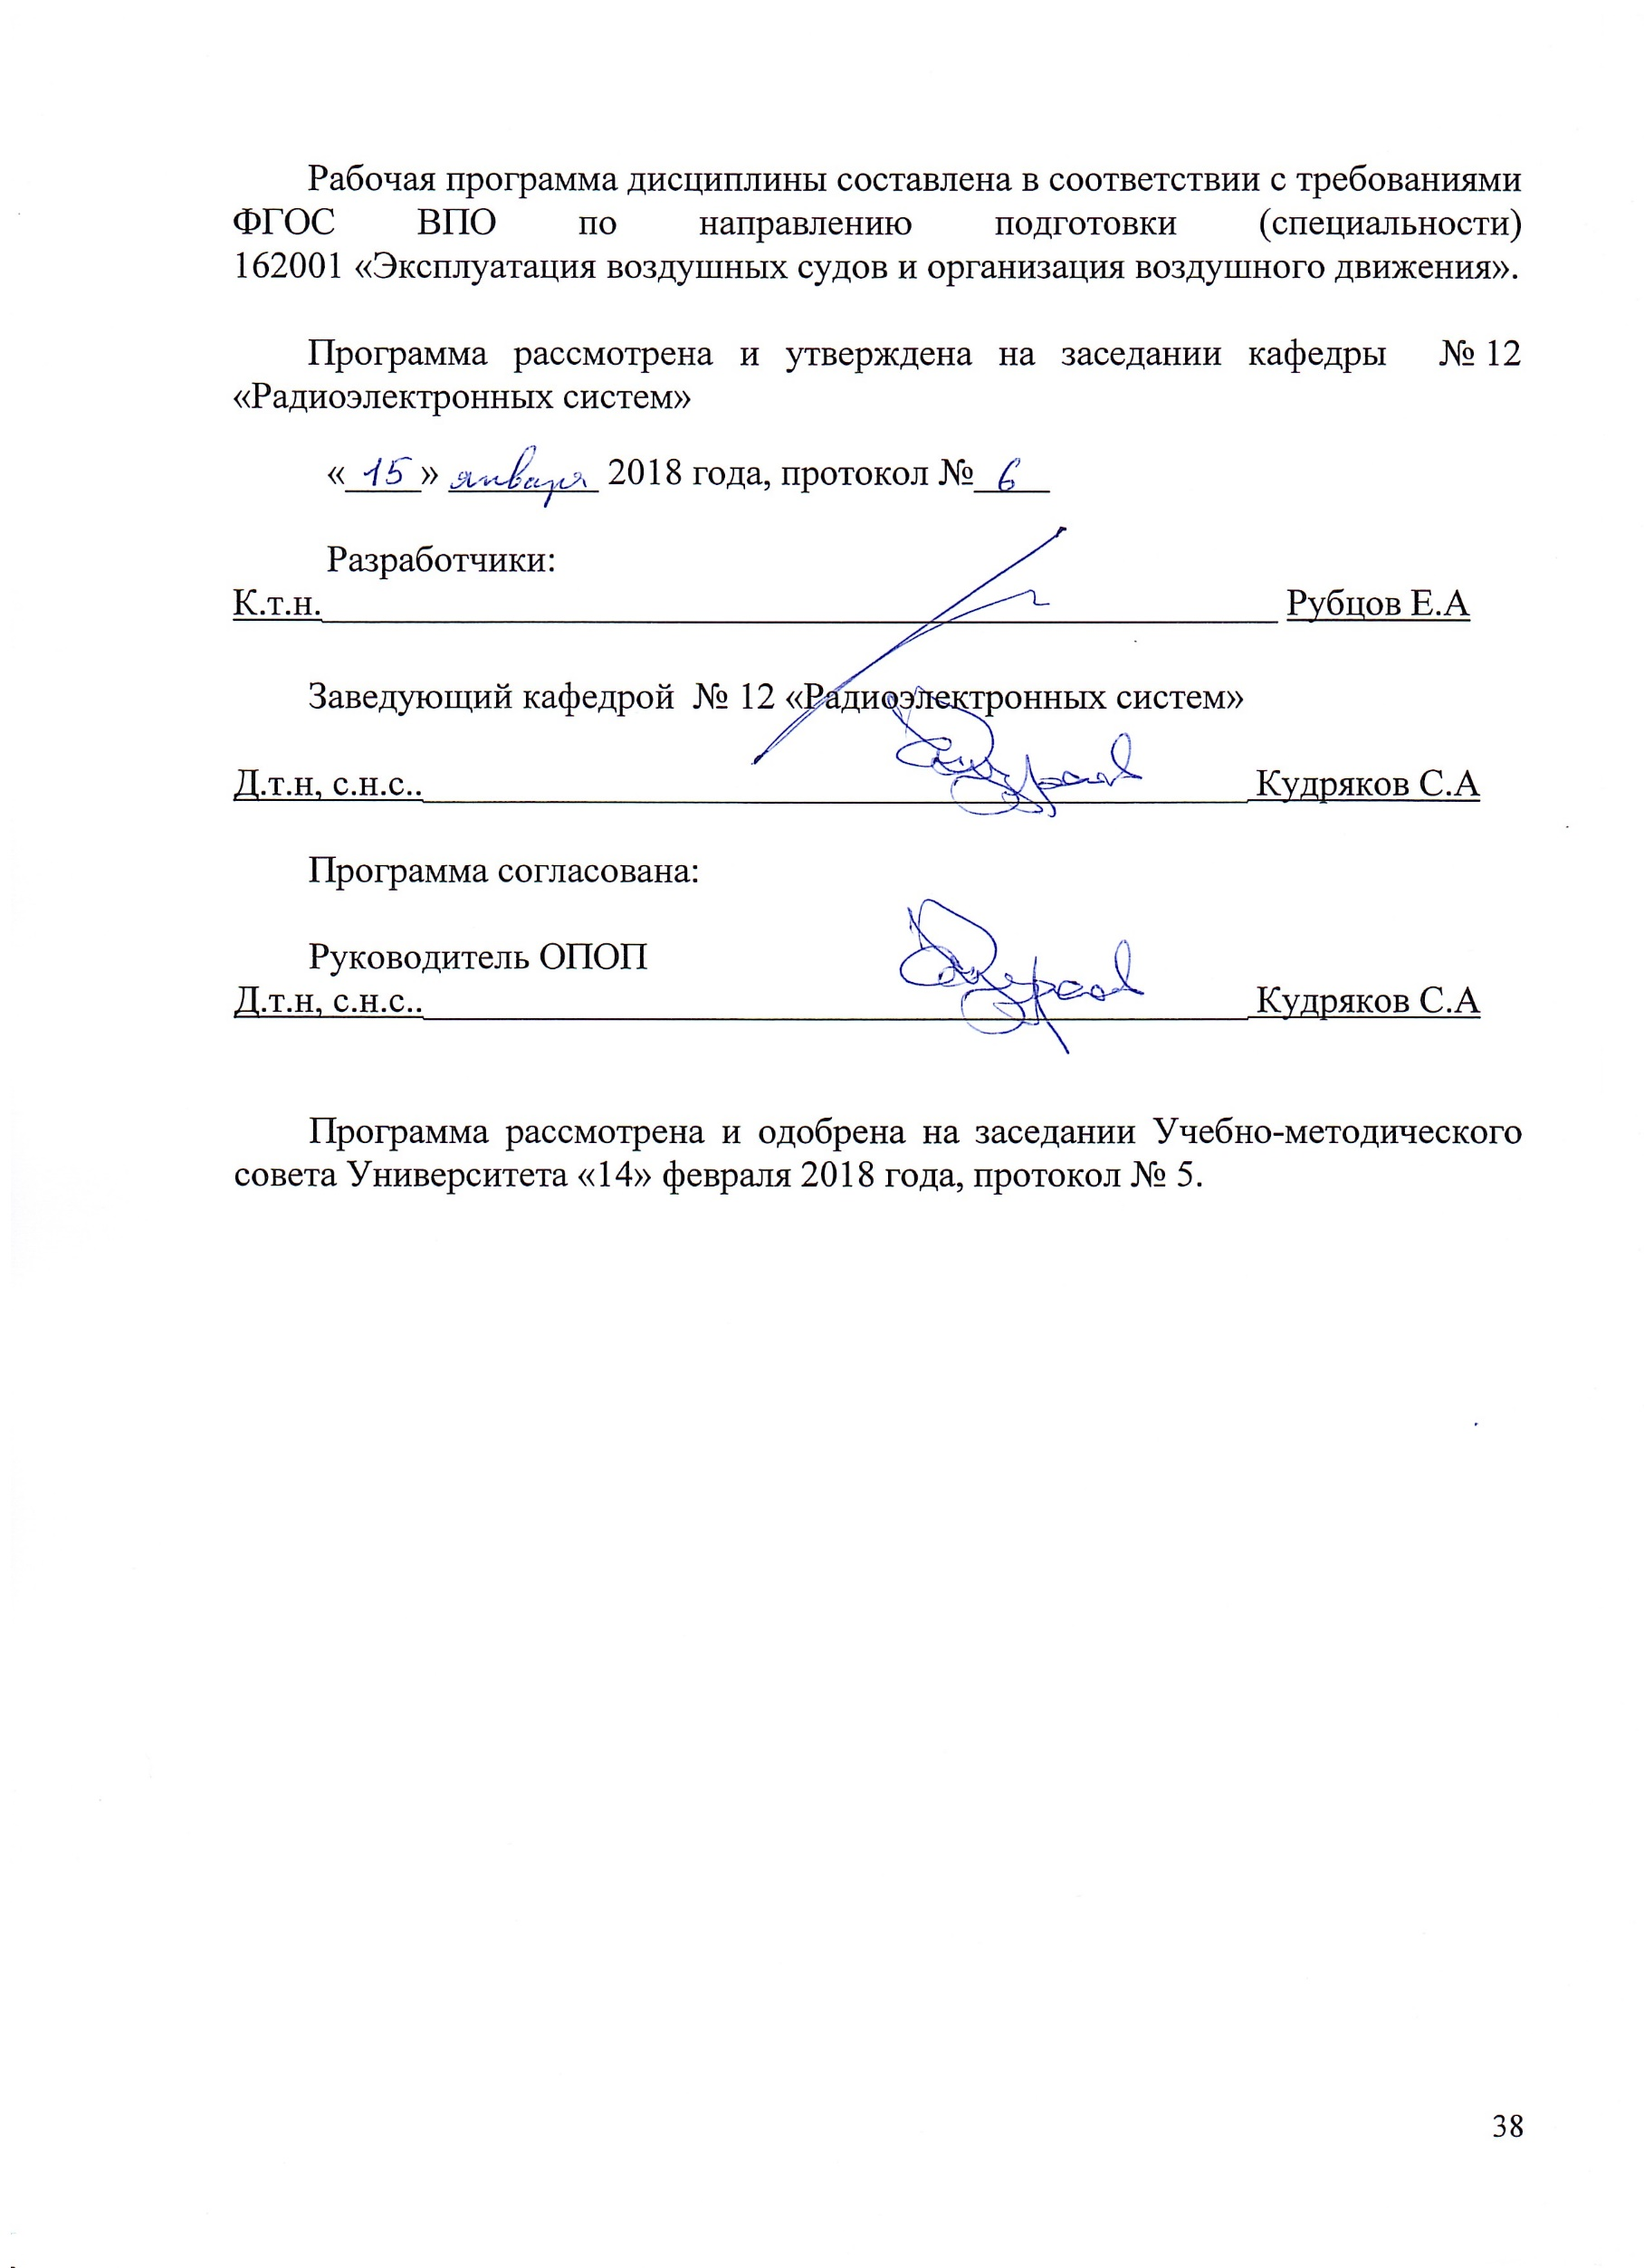 Рабочая программа дисциплины составлена в соответствии с требованиями
ФГОС ВПО по направлению подготовки (специальности)
162001 «Эксплуатация воздушных судов и организация воздушного движения».
Программа рассмотрена и утверждена на заседании кафедры № 12
«Радиоэлектронных систем»
«15» января 2018 года, протокол № 6
Разработчики:
К.т.н. Рубцов Е.А
Заведующий кафедрой № 12 «Радиоэлектронных систем»
Д.т.н, с.н.с.. Кудряков С.А
Программа согласована:
Руководитель ОПОП
Д.т.н, с.н.с.. Кудряков С.А
Программа рассмотрена и одобрена на заседании Учебно-методического
совета Университета «14» февраля 2018 года, протокол № 5.
38